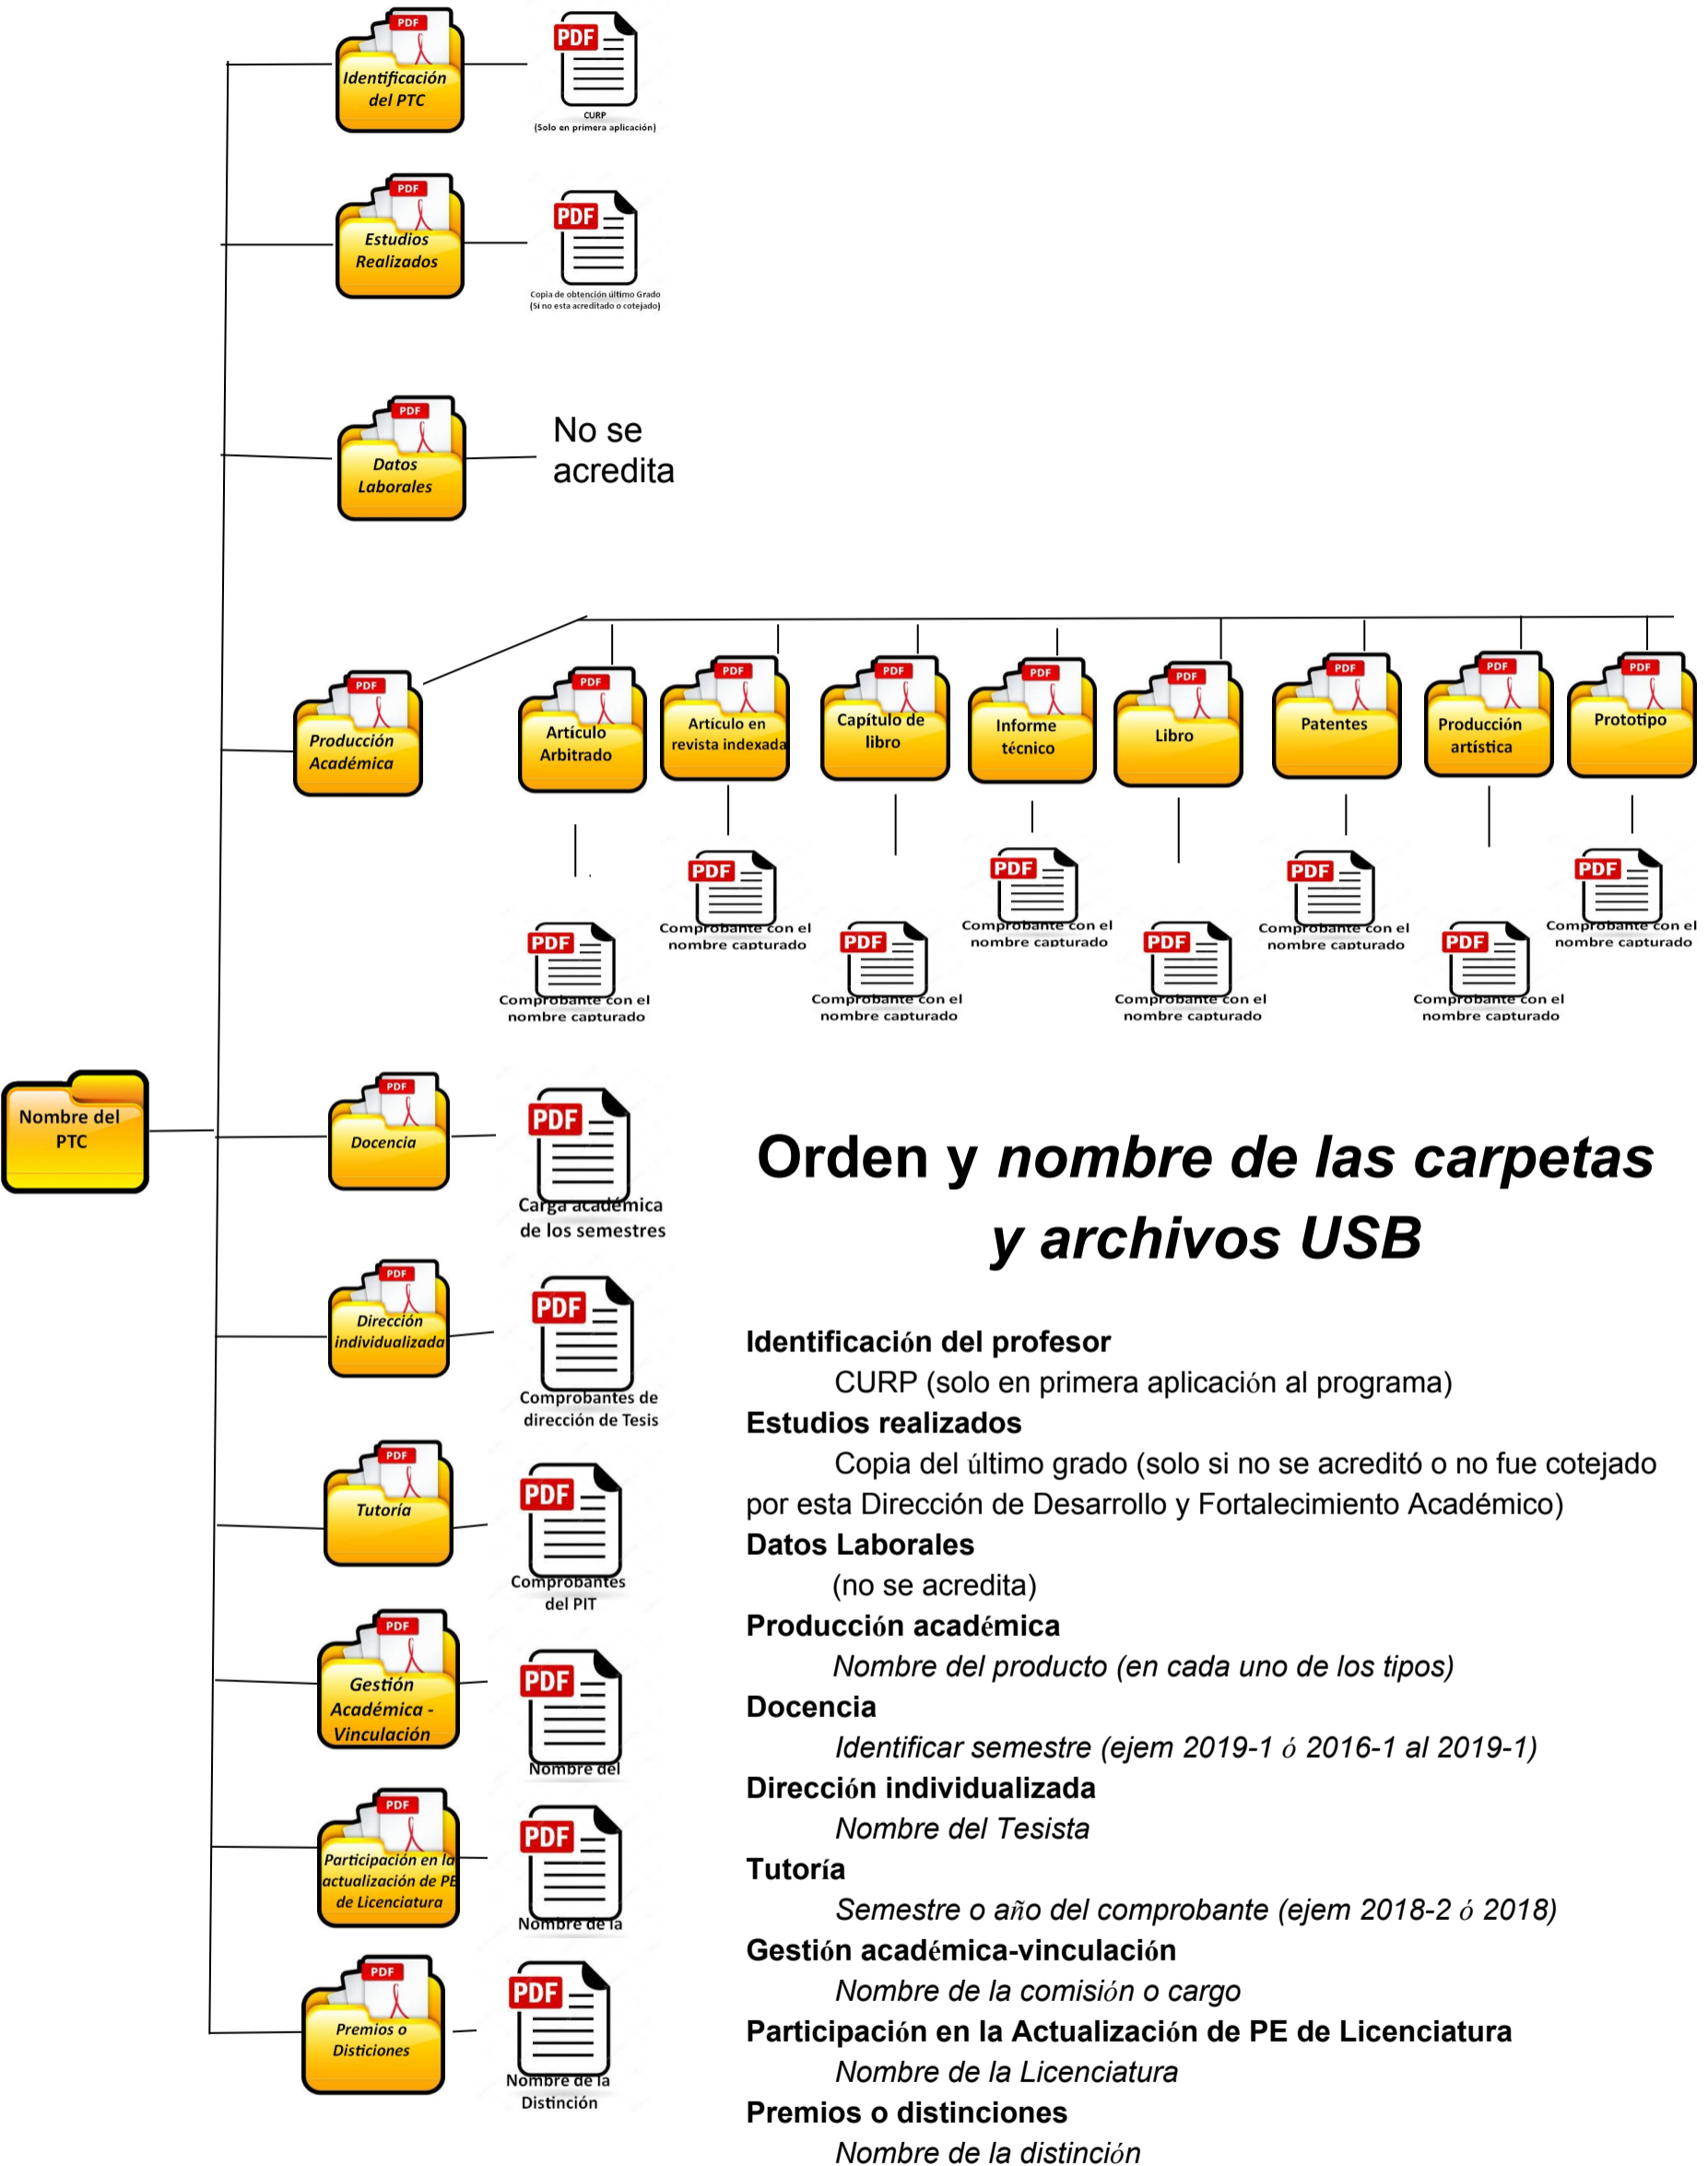 PDF
Identificación
del PTC
PDF
CURP
(Solo en primera aplicación)
PDF
Estudios
Realizados
PDF
Copia de obtención último Grado
(Si no esta acreditado o cotejado)
PDF
Datos
Laborales
No se
acredita
PDF
Producción
Académica
PDF
Artículo
Arbitrado
PDF
Artículo en
revista indexada
PDF
Capítulo de
libro
PDF
Informe
técnico
PDF
Libro
PDF
Patentes
PDF
Producción
artística
PDF
Prototipo
PDF
Comprobante con el
nombre capturado
PDF
Comprobante con el
nombre capturado
PDF
Comprobante con el
nombre capturado
PDF
Comprobante con el
nombre capturado
PDF
Comprobante con el
nombre capturado
PDF
Comprobante con el
nombre capturado
PDF
Comprobante con el
nombre capturado
PDF
Comprobante con el
nombre capturado
Nombre del
PTC
PDF
Docencia
PDF
Carga académica
de los semestres
PDF
Dirección
individualizada
PDF
Comprobantes de
dirección de Tesis
PDF
Tutoría
PDF
Comprobantes
del PIT
PDF
Gestión
Académica -
Vinculación
PDF
Nombre del
PDF
Participación en la
actualización de PE
de Licenciatura
PDF
Nombre de la
PDF
Premios o
Disticiones
PDF
Nombre de la
Distinción
Orden y nombre de las carpetas
y archivos USB
Identificación del profesor
CURP (solo en primera aplicación al programa)
Estudios realizados
Copia del último grado (solo si no se acreditó o no fue cotejado
por esta Dirección de Desarrollo y Fortalecimiento Académico)
Datos Laborales
(no se acredita)
Producción académica
Nombre del producto (en cada uno de los tipos)
Docencia
Identificar semestre (ejem 2019-1 ó 2016-1 al 2019-1)
Dirección individualizada
Nombre del Tesista
Tutoría
Semestre o año del comprobante (ejem 2018-2 ó 2018)
Gestión académica-vinculación
Nombre de la comisión o cargo
Participación en la Actualización de PE de Licenciatura
Nombre de la Licenciatura
Premios o distinciones
Nombre de la distinción